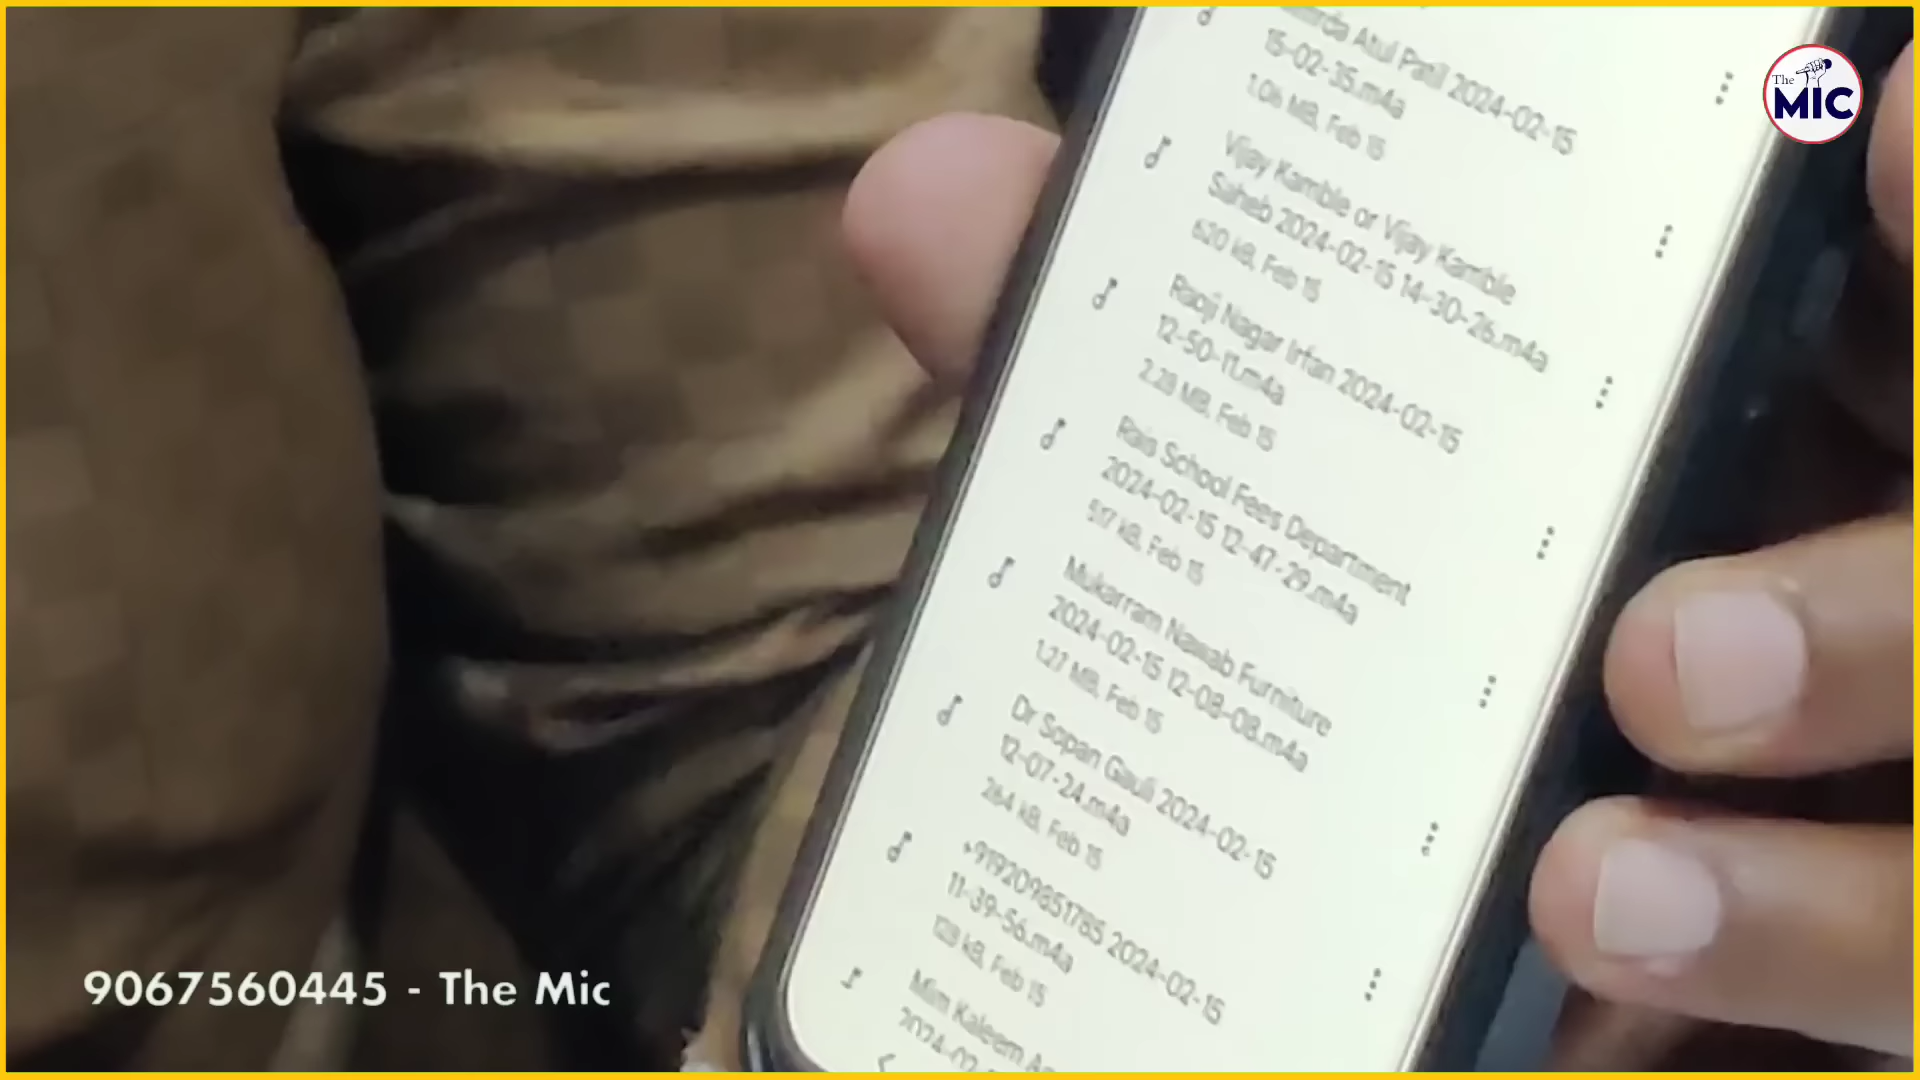 Atul Patil 2024-02-15
15-02-35.m4a
1.06 MB, Feb 15
Vijay Kamble or Vijay Kamble
Saheb 2024-02-15 14-30-26.m4a
620 kB, Feb 15
Nagar Irfan 2024-02-15
12-50-11.m4a
2.28 MB, Feb 15
Rais School Fees Department
2024-02-15 12-47-29.m4a
517 kB, Feb 15
Mukarram Nawab Furniture
2024-02-15 12-08-08.m4a
1.27 MB, Feb 15
Dr Sopan Gauli 2024-02-15
12-07-24.m4a
264 kB, Feb 15
+919209851785 2024-02-15
11-39-56.m4a
128 kB, Feb 15
Mim Kaleem
The
MIC
9067560445 - The Mic